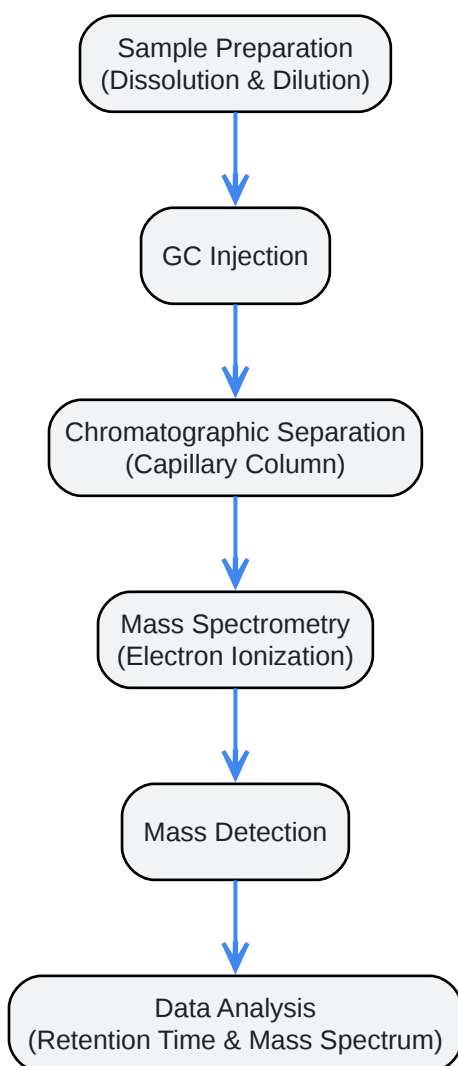 Sample Preparation
(Dissolution & Dilution)
GC Injection
Chromatographic Separation
(Capillary Column)
Mass Spectrometry
(Electron Ionization)
Mass Detection
Data Analysis
(Retention Time & Mass Spectrum)